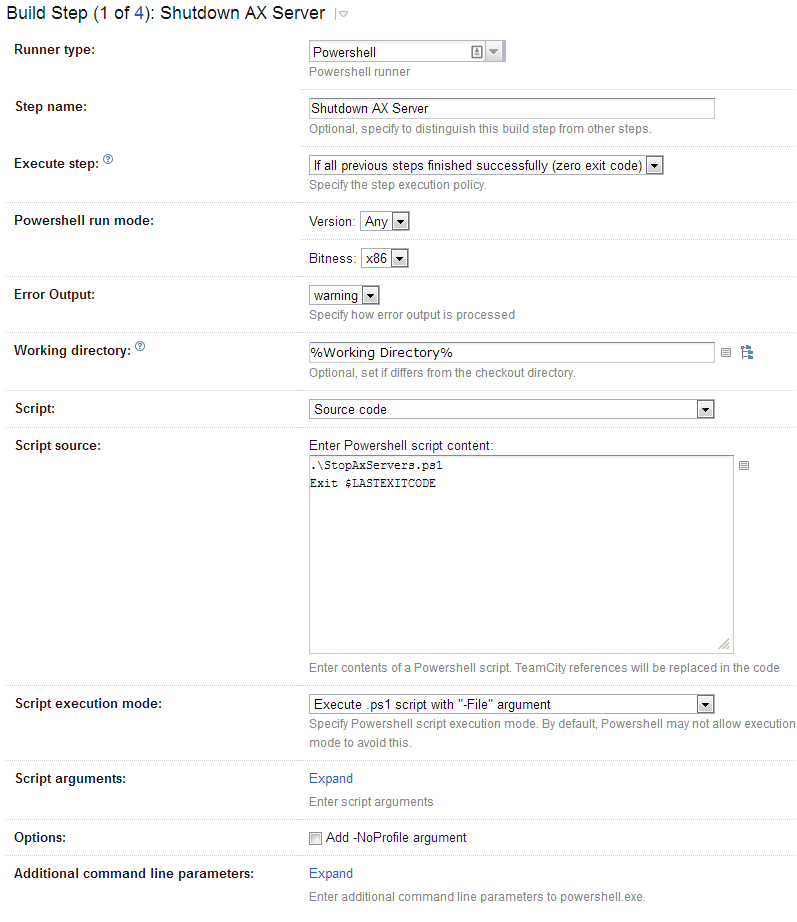 Build Step (1 of 4): Shutdown AX Server
Runner type:
Powershell
Powershell runner
Step name:
Shutdown AX Server
Optional, specify to distinguish this build step from other steps.
Execute step:
If all previous steps finished successfully (zero exit code)
Specify the step execution policy.
Powershell run mode:
Version: Any
Bitness: x86
Error Output:
warning
Specify how error output is processed
Working directory:
%Working Directory%
Optional, set if differs from the checkout directory.
Script:
Source code
Script source:
Enter Powershell script content:
.\StopAxServers.ps1
Exit $LASTEXITCODE
Enter contents of a Powershell script. TeamCity references will be replaced in the code
Script execution mode:
Execute .ps1 script with "-File" argument
Specify Powershell script execution mode. By default, Powershell may not allow execution
mode to avoid this.
Script arguments:
Expand
Enter script arguments
Options:
Add -NoProfile argument
Additional command line parameters:
Expand
Enter additional command line parameters to powershell.exe.